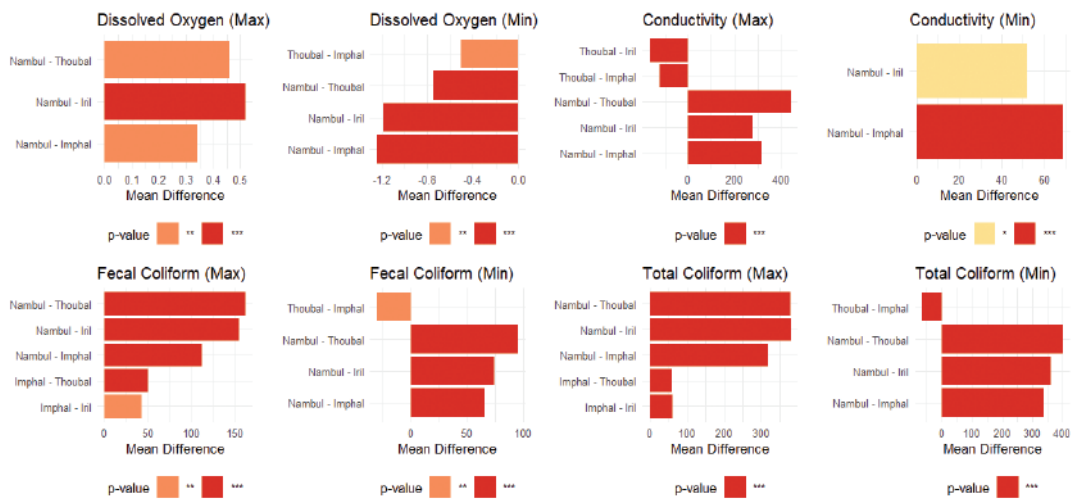 Dissolved Oxygen (Max)
Nambul - Thoubal
Nambul - Iril
Nambul - Imphal
0.0 0.1 0.2 0.3 0.4 0.5
Mean Difference
p-value ** ***
Dissolved Oxygen (Min)
Thoubal - Imphal
Nambul - Thoubal
Nambul - Iril
Nambul - Imphal
-1.2 -0.8 -0.4 0.0
Mean Difference
p-value ** ***
Conductivity (Max)
Thoubal - Iril
Thoubal - Imphal
Nambul - Thoubal
Nambul - Iril
Nambul - Imphal
0 200 400
Mean Difference
p-value ***
Conductivity (Min)
Nambul - Iril
Nambul - Imphal
0 20 40 60
Mean Difference
p-value * ***
Fecal Coliform (Max)
Nambul - Thoubal
Nambul - Iril
Nambul - Imphal
Imphal - Thoubal
Imphal - Iril
0 50 100 150
Mean Difference
p-value ** ***
Fecal Coliform (Min)
Thoubal - Imphal
Nambul - Thoubal
Nambul - Iril
Nambul - Imphal
0 50 100
Mean Difference
p-value ** ***
Total Coliform (Max)
Nambul - Thoubal
Nambul - Iril
Nambul - Imphal
Imphal - Thoubal
Imphal - Iril
0 100 200 300
Mean Difference
p-value ***
Total Coliform (Min)
Thoubal - Imphal
Nambul - Thoubal
Nambul - Iril
Nambul - Imphal
0 100 200 300 400
Mean Difference
p-value ***